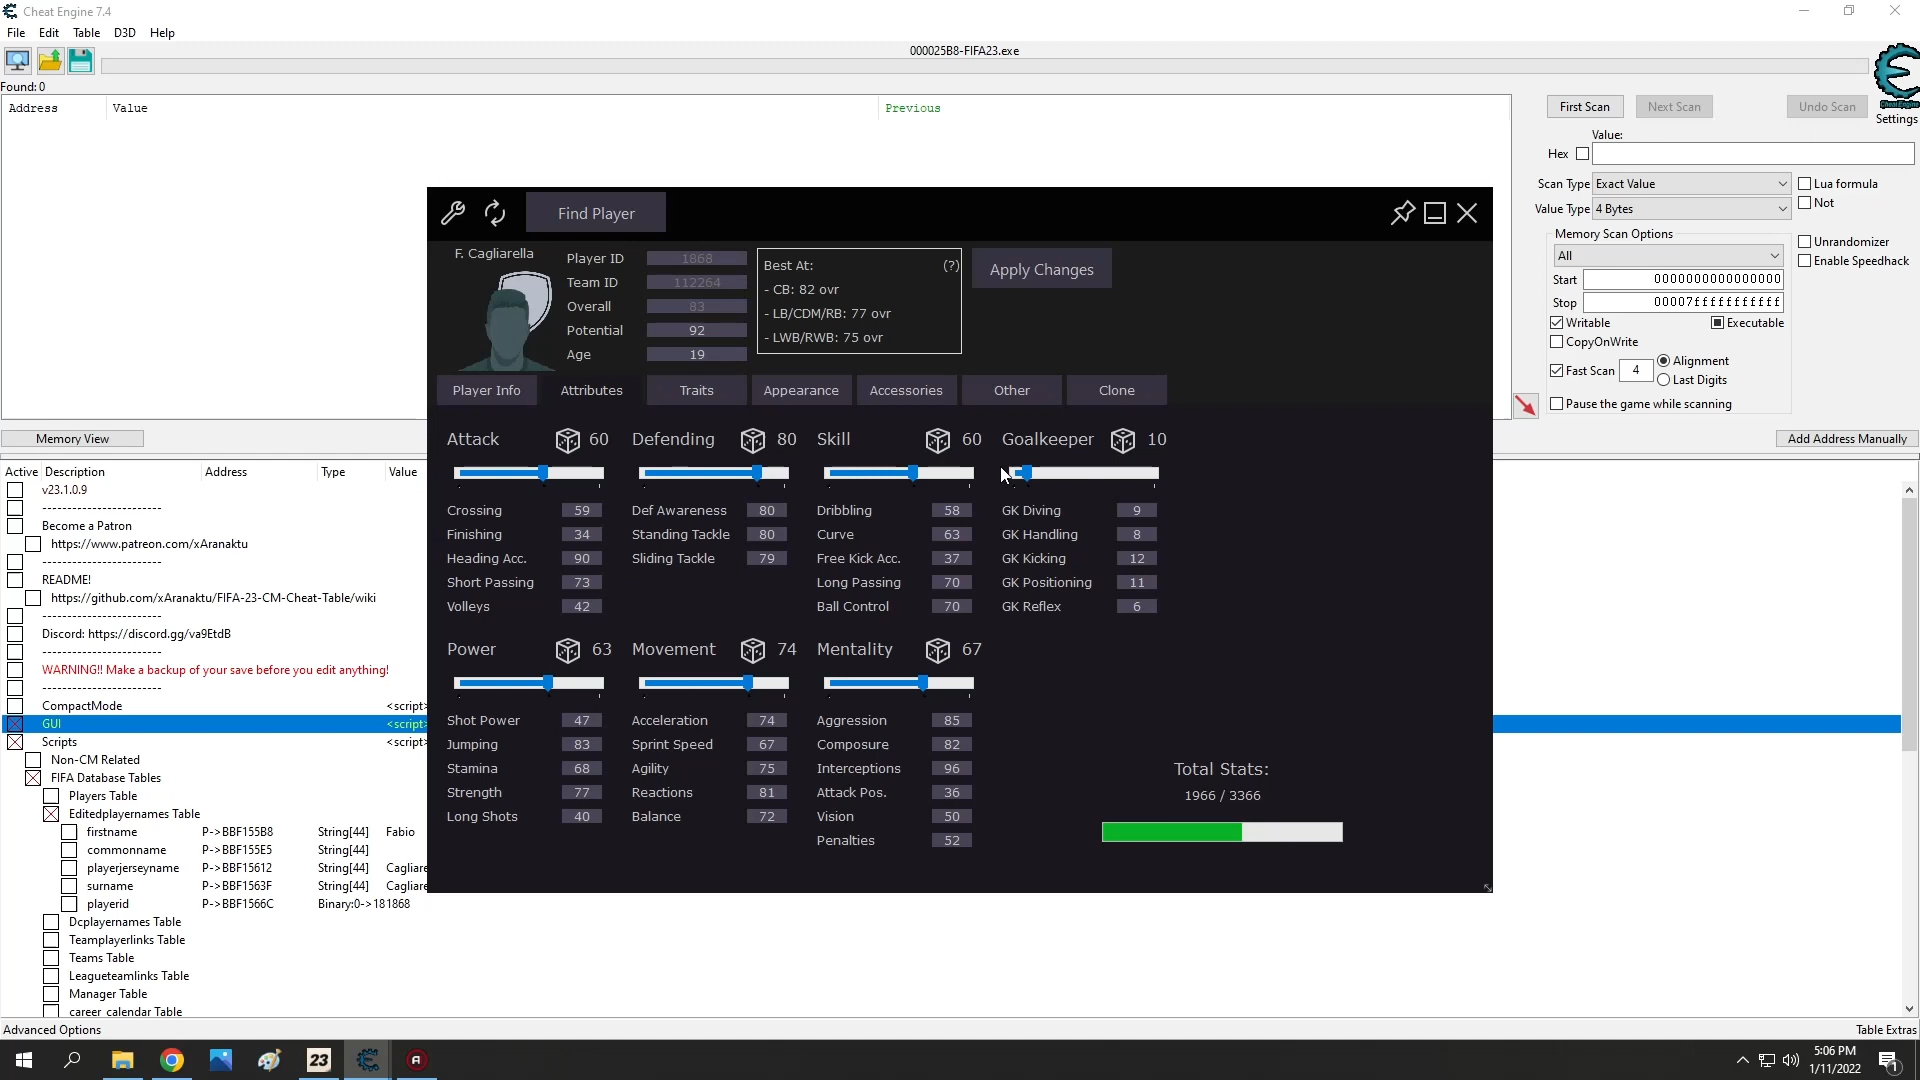 Cheat Engine 7.4
File Edit Table D3D Help
000025B8-FIFA23.exe
Found: 0
Address Value Previous
First Scan Next Scan Undo Scan
Cheat Engine
Settings
Value:
Hex
Scan Type Exact Value Lua formula
Value Type 4 Bytes Not
Memory Scan Options
All
Unrandomizer
Enable Speedhack
Start 0000000000000000
Stop 00007fffffffffff
Writable Executable
CopyOnWrite
Fast Scan 4 Alignment
Last Digits
Pause the game while scanning
Memory View
Add Address Manually
Find Player
F. Cagliarella
Player ID 1868
Team ID 112264
Overall 83
Potential 92
Age 19
Best At: (?)
- CB: 82 ovr
- LB/CDM/RB: 77 ovr
- LWB/RWB: 75 ovr
Apply Changes
Player Info Attributes Traits Appearance Accessories Other Clone
Attack 60 Defending 80 Skill 60 Goalkeeper 10
Crossing 59 Def Awareness 80 Dribbling 58 GK Diving 9
Finishing 34 Standing Tackle 80 Curve 63 GK Handling 8
Heading Acc. 90 Sliding Tackle 79 Free Kick Acc. 37 GK Kicking 12
Short Passing 73 Long Passing 70 GK Positioning 11
Volleys 42 Ball Control 70 GK Reflex 6
Power 63 Movement 74 Mentality 67
Shot Power 47 Acceleration 74 Aggression 85
Jumping 83 Sprint Speed 67 Composure 82
Stamina 68 Agility 75 Interceptions 96
Strength 77 Reactions 81 Attack Pos. 36
Long Shots 40 Balance 72 Vision 50
Penalties 52
Total Stats:
1966 / 3366
Active Description Address Type Value
v23.1.0.9
------------------------
Become a Patron
https://www.patreon.com/xAranaktu
------------------------
README!
https://github.com/xAranaktu/FIFA-23-CM-Cheat-Table/wiki
------------------------
Discord: https://discord.gg/va9EtdB
------------------------
WARNING!! Make a backup of your save before you edit anything!
------------------------
CompactMode <script>
GUI <script>
Scripts <script>
Non-CM Related
FIFA Database Tables
Players Table
Editedplayernames Table
firstname P->BBF155B8 String[44] Fabio
commonname P->BBF155E5 String[44]
playerjerseyname P->BBF15612 String[44] Cagliare
surname P->BBF1563F String[44] Cagliare
playerid P->BBF1566C Binary:0->181868
Dcplayernames Table
Teamplayerlinks Table
Teams Table
Leagueteamlinks Table
Manager Table
career_calendar Table
Advanced Options Table Extras
23
5:06 PM
1/11/2022
1